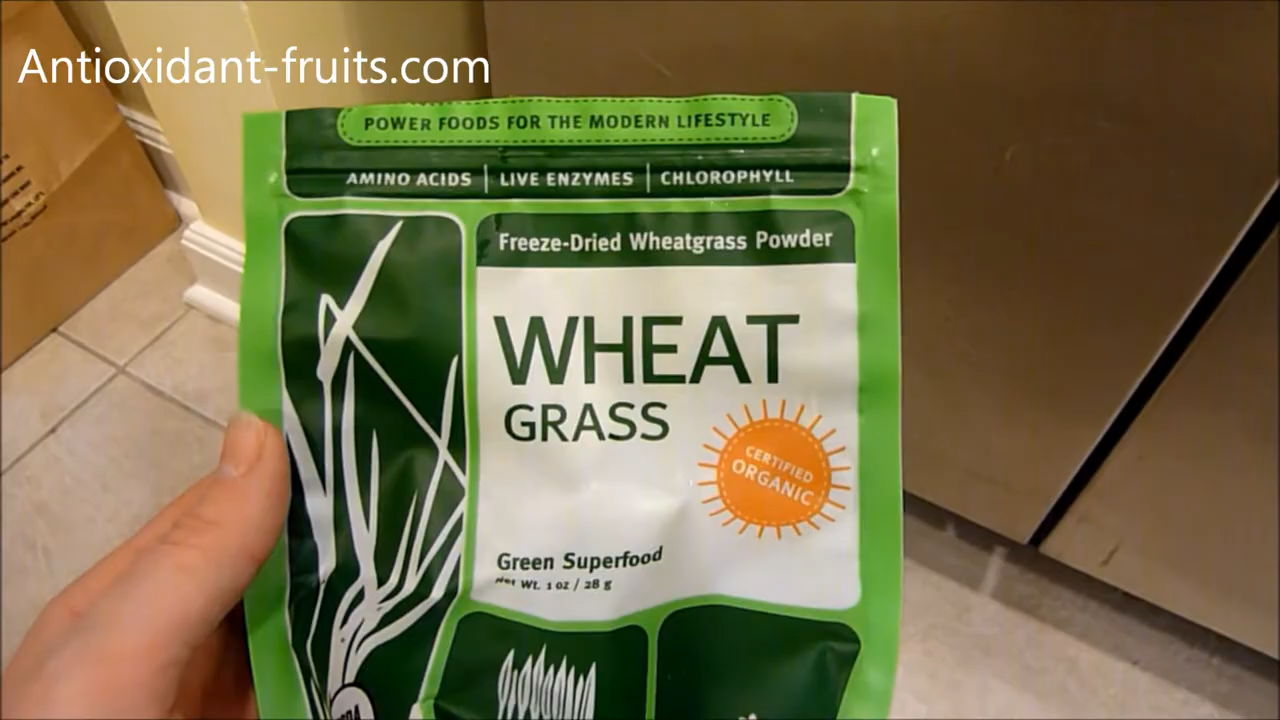 Antioxidant-fruits.com
POWER FOODS FOR THE MODERN LIFESTYLE
AMINO ACIDS | LIVE ENZYMES | CHLOROPHYLL
Freeze-Dried Wheatgrass Powder
WHEAT
GRASS
CERTIFIED
ORGANIC
Green Superfood
Net Wt. 1 oz / 28 g